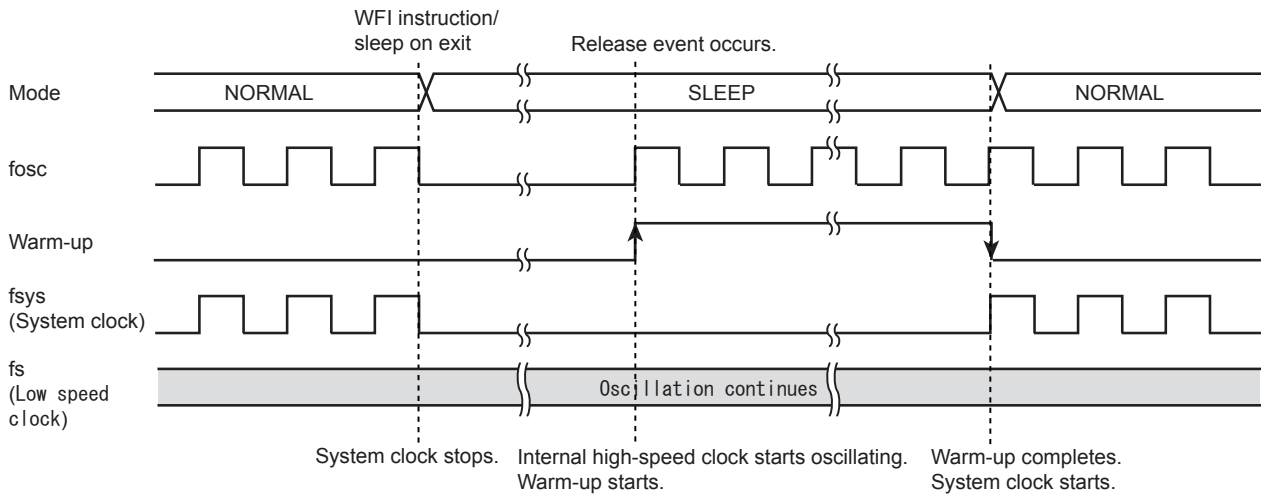 WFI instruction/
sleep on exit
Release event occurs.
Mode
NORMAL
SLEEP
NORMAL
fosc
Warm-up
fsys
(System clock)
fs
(Low speed
clock)
Oscillation continues
System clock stops.
Internal high-speed clock starts oscillating.
Warm-up starts.
Warm-up completes.
System clock starts.